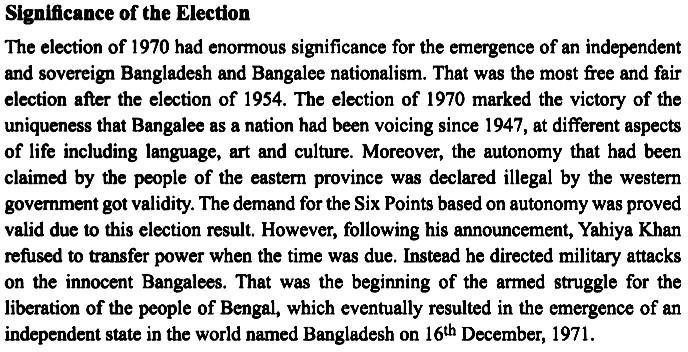 Significance of the Election
The election of 1970 had enormous significance for the emergence of an independent
and sovereign Bangladesh and Bangalee nationalism. That was the most free and fair
election after the election of 1954. The election of 1970 marked the victory of the
uniqueness that Bangalee as a nation had been voicing since 1947, at different aspects
of life including language, art and culture. Moreover, the autonomy that had been
claimed by the people of the eastern province was declared illegal by the western
government got validity. The demand for the Six Points based on autonomy was proved
valid due to this election result. However, following his announcement, Yahiya Khan
refused to transfer power when the time was due. Instead he directed military attacks
on the innocent Bangalees. That was the beginning of the armed struggle for the
liberation of the people of Bengal, which eventually resulted in the emergence of an
independent state in the world named Bangladesh on 16th December, 1971.